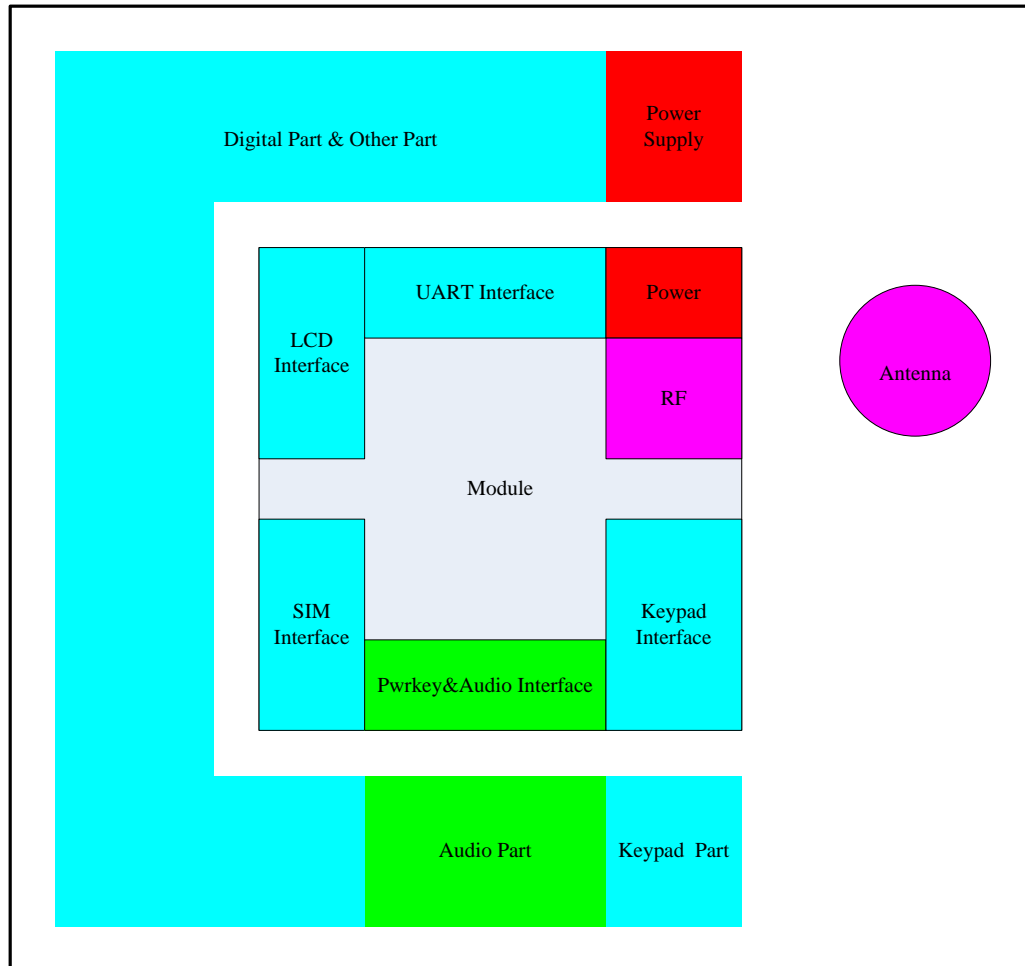 Digital Part & Other Part
Power
Supply
UART Interface
Power
LCD
Interface
RF
Antenna
Module
SIM
Interface
Keypad
Interface
Pwrkey&Audio Interface
Audio Part
Keypad  Part